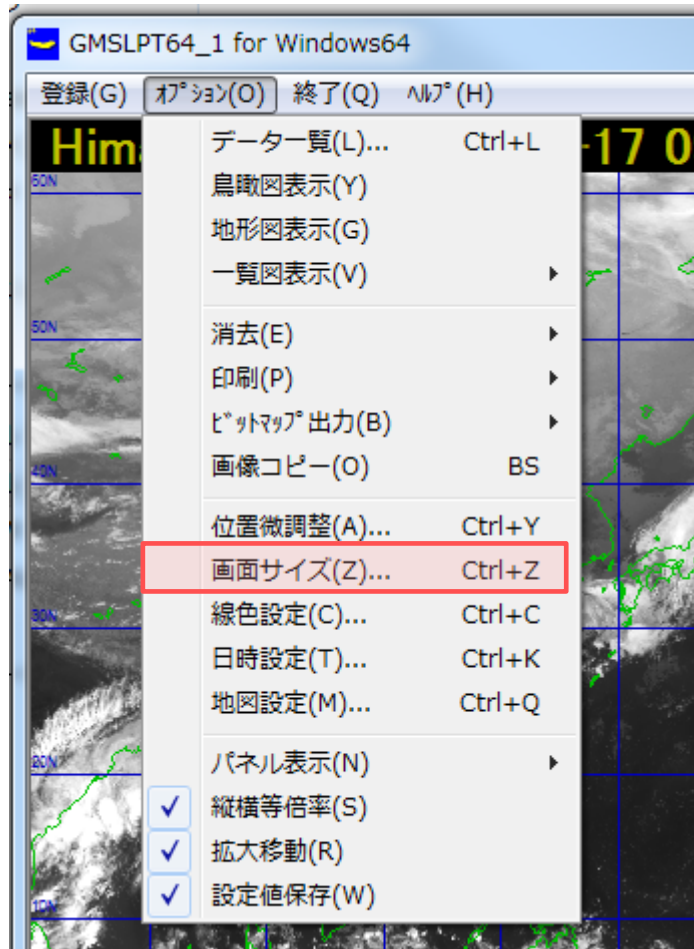 GMSLPT64_1 for Windows64
登録(G) ｵﾌﾟｼｮﾝ(O) 終了(Q) ﾍﾙﾌﾟ(H)
Him -17 0
データ一覧(L)... Ctrl+L
鳥瞰図表示(Y)
地形図表示(G)
一覧図表示(V)
消去(E)
印刷(P)
ﾋﾞｯﾄﾏｯﾌﾟ出力(B)
画像コピー(O) BS
位置微調整(A)... Ctrl+Y
画面サイズ(Z)... Ctrl+Z
線色設定(C)... Ctrl+C
日時設定(T)... Ctrl+K
地図設定(M)... Ctrl+Q
パネル表示(N)
縦横等倍率(S)
拡大移動(R)
設定値保存(W)
60N
50N
40N
30N
20N
10N